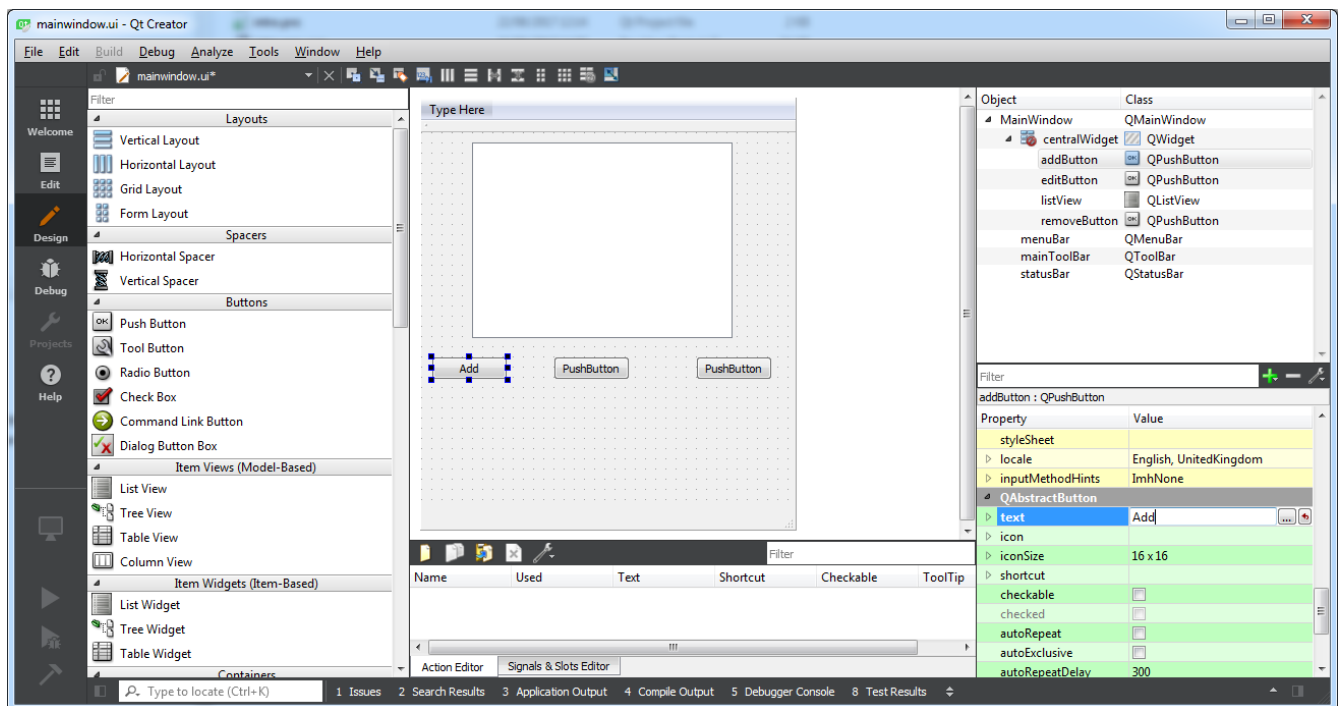 mainwindow.ui - Qt Creator
File Edit Build Debug Analyze Tools Window Help
mainwindow.ui*
Welcome
Edit
Design
Debug
Projects
Help
Filter
Layouts
Vertical Layout
Horizontal Layout
Grid Layout
Form Layout
Spacers
Horizontal Spacer
Vertical Spacer
Buttons
OK Push Button
Tool Button
Radio Button
Check Box
Command Link Button
Dialog Button Box
Item Views (Model-Based)
List View
Tree View
Table View
Column View
Item Widgets (Item-Based)
List Widget
Tree Widget
Table Widget
Containers
Type Here
Add PushButton PushButton
Filter
Name Used Text Shortcut Checkable ToolTip
Action Editor Signals & Slots Editor
Object Class
MainWindow QMainWindow
centralWidget QWidget
addButton OK QPushButton
editButton OK QPushButton
listView QListView
removeButton OK QPushButton
menuBar QMenuBar
mainToolBar QToolBar
statusBar QStatusBar
Filter
addButton : QPushButton
Property Value
styleSheet
locale English, UnitedKingdom
inputMethodHints ImhNone
QAbstractButton
text Add ...
icon
iconSize 16 x 16
shortcut
checkable
checked
autoRepeat
autoExclusive
autoRepeatDelay 300
Type to locate (Ctrl+K) 1 Issues 2 Search Results 3 Application Output 4 Compile Output 5 Debugger Console 8 Test Results